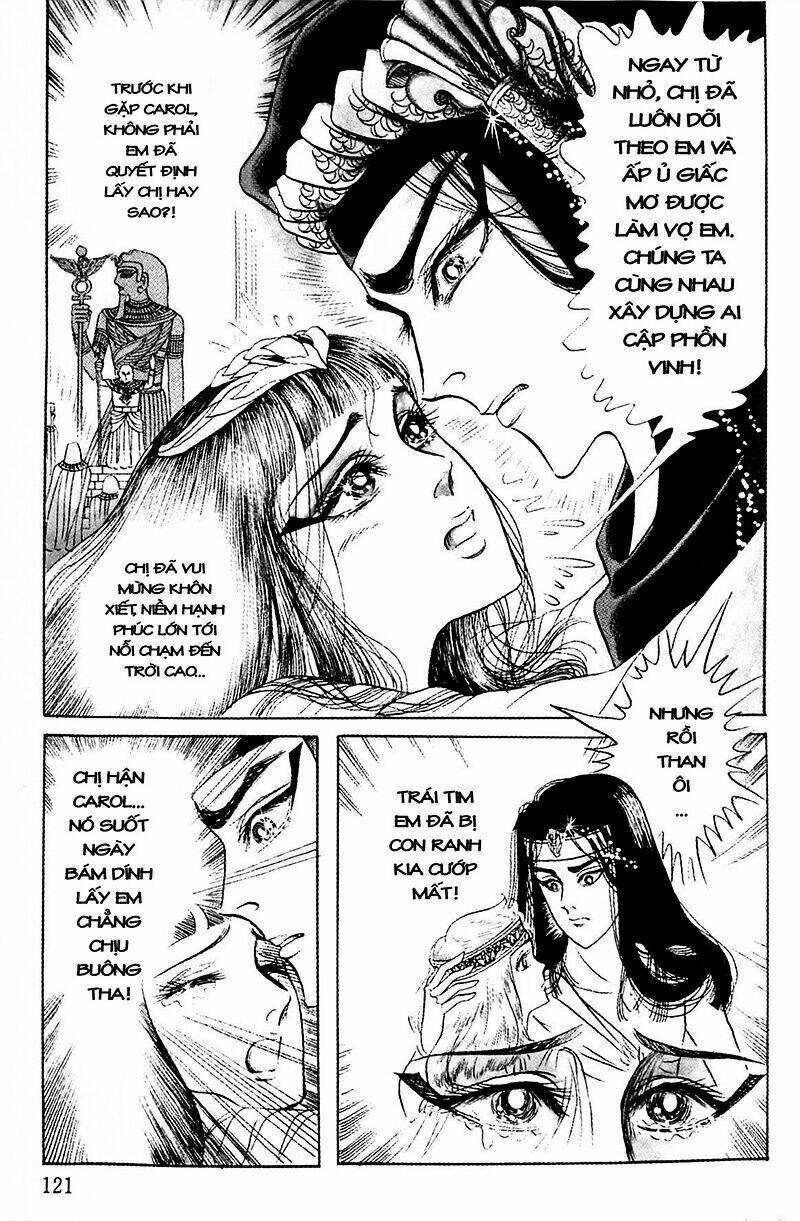 TRƯỚC KHI
GẶP CAROL,
KHÔNG PHẢI
EM ĐÃ
QUYẾT ĐỊNH
LẤY CHỊ HAY
SAO?!
NGAY TỪ
NHỎ, CHỊ ĐÃ
LUÔN DÕI
THEO EM VÀ
ẤP Ủ GIẤC
MƠ ĐƯỢC
LÀM VỢ EM.
CHÚNG TA
CÙNG NHAU
XÂY DỰNG AI
CẬP PHỒN
VINH!
CHỊ ĐÃ VUI
MỪNG KHÔN
XIẾT, NIỀM HẠNH
PHÚC LỚN TỚI
NỖI CHẠM ĐẾN
TRỜI CAO...
CHỊ HẬN
CAROL...
NÓ SUỐT
NGÀY
BÁM DÍNH
LẤY EM
CHẲNG
CHỊU
BUÔNG
THA!
TRÁI TIM
EM ĐÃ BỊ
CON RANH
KIA CƯỚP
MẤT!
NHƯNG
RỒI
THAN
ÔI
...
121